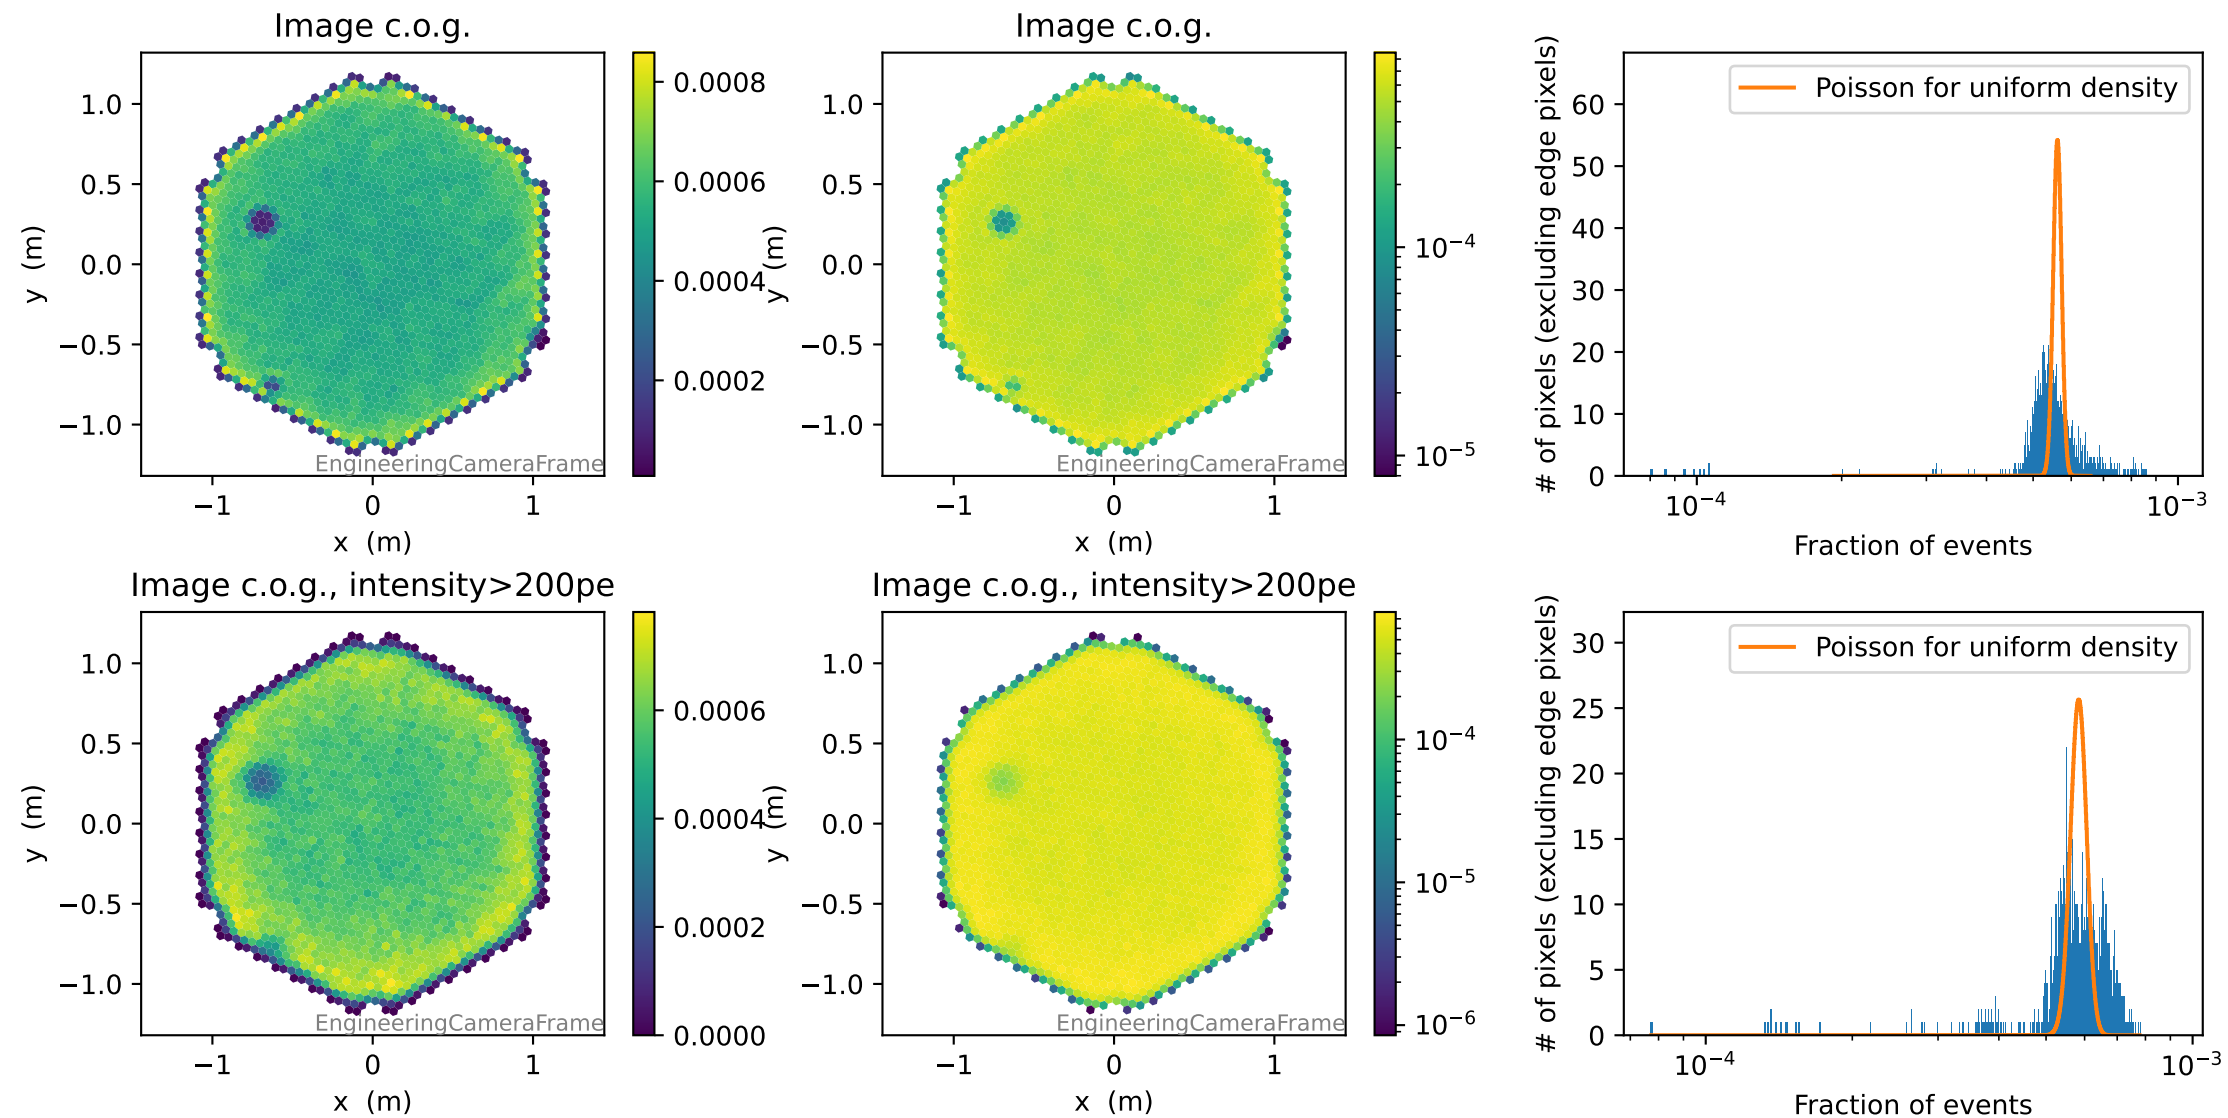 Image c.o.g.
1.0
0.5
0.0
−0.5
−1.0
y (m)
−1
0
1
x (m)
EngineeringCameraFrame
0.0008
0.0006
0.0004
0.0002
Image c.o.g.
1.0
0.5
0.0
−0.5
−1.0
y (m)
−1
0
1
x (m)
EngineeringCameraFrame
10⁻⁴
10⁻⁵
# of pixels (excluding edge pixels)
60
50
40
30
20
10
0
Poisson for uniform density
10⁻⁴
10⁻³
Fraction of events
Image c.o.g., intensity>200pe
1.0
0.5
0.0
−0.5
−1.0
y (m)
−1
0
1
x (m)
EngineeringCameraFrame
0.0006
0.0004
0.0002
0.0000
Image c.o.g., intensity>200pe
1.0
0.5
0.0
−0.5
−1.0
y (m)
−1
0
1
x (m)
EngineeringCameraFrame
10⁻⁴
10⁻⁵
10⁻⁶
# of pixels (excluding edge pixels)
30
25
20
15
10
5
0
Poisson for uniform density
10⁻⁴
10⁻³
Fraction of events